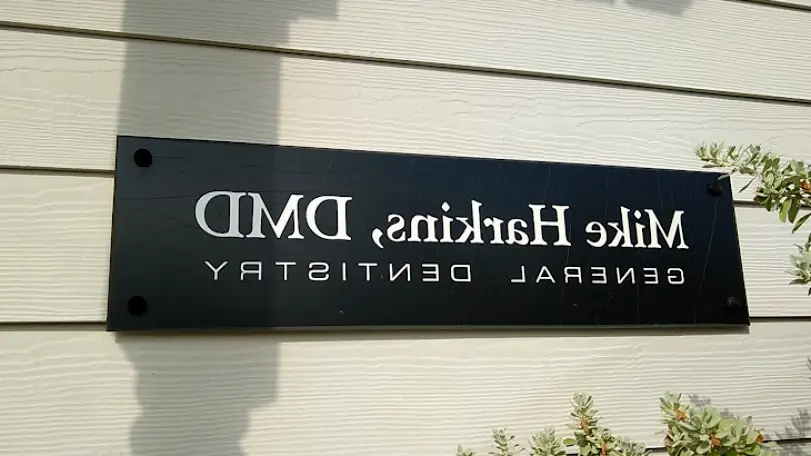 Mike Harkins, DMD
GENERAL DENTISTRY